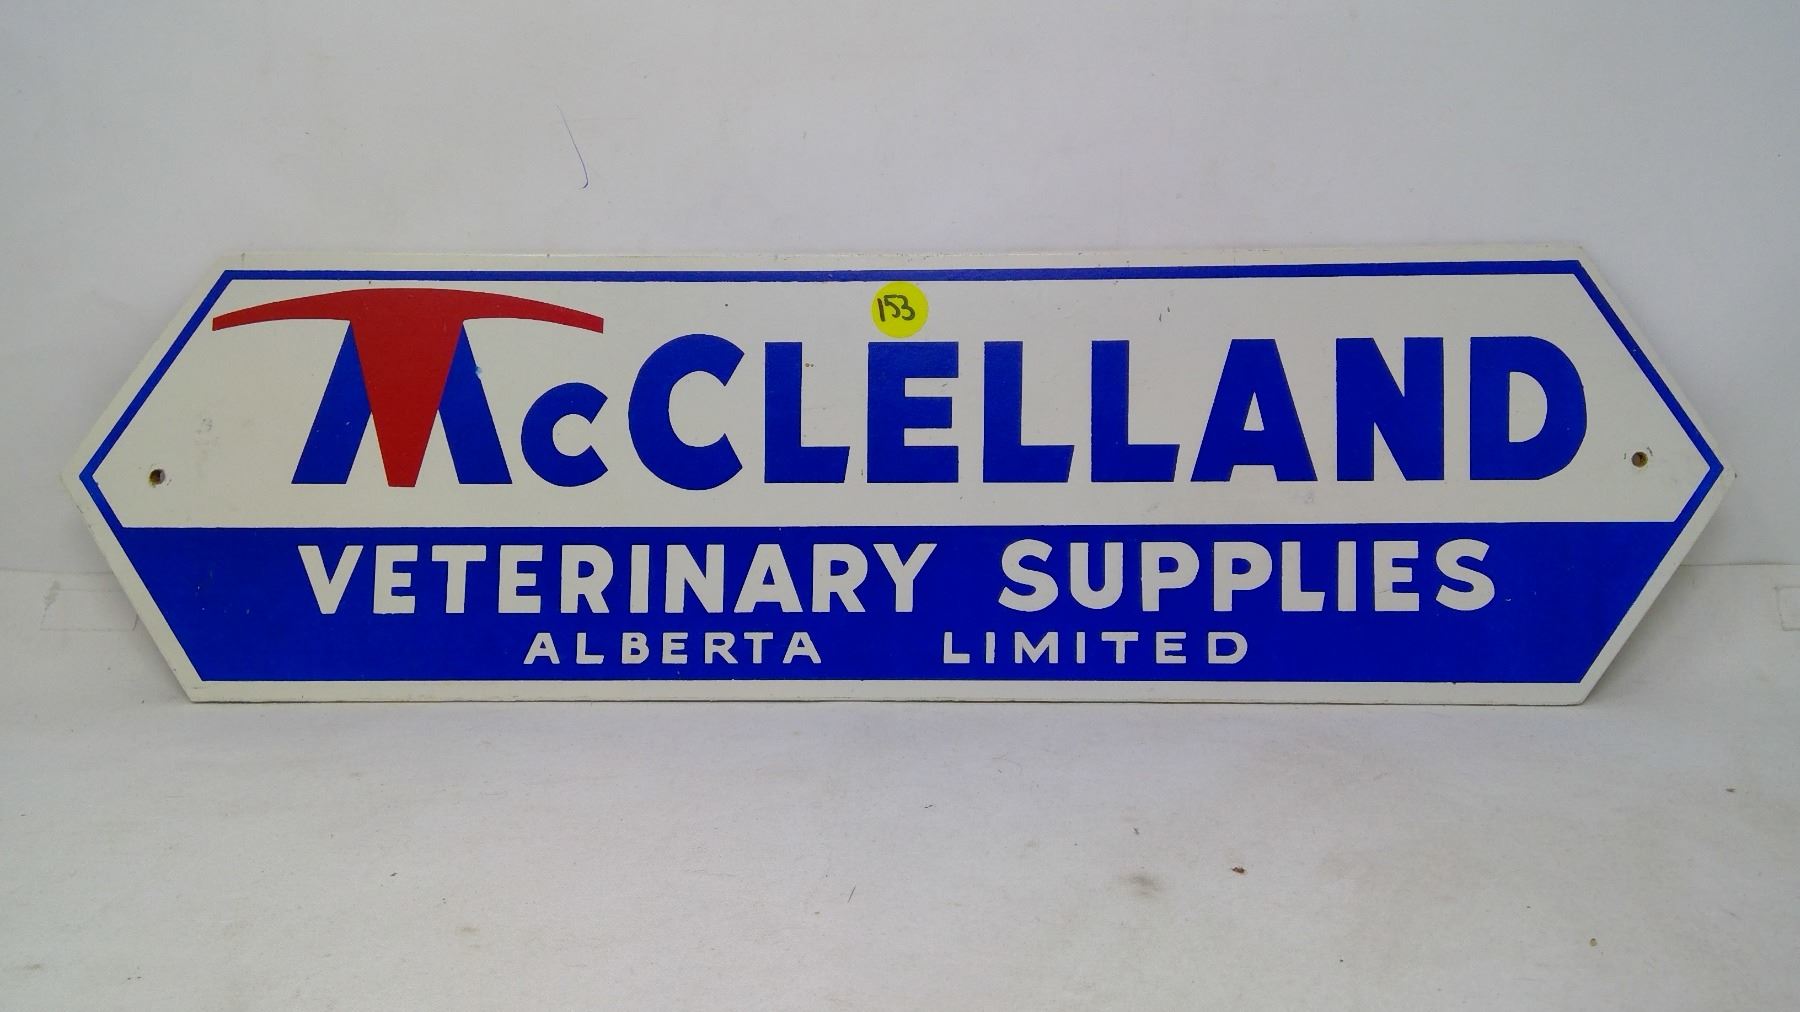 153
McCLELLAND
VETERINARY SUPPLIES
ALBERTA LIMITED